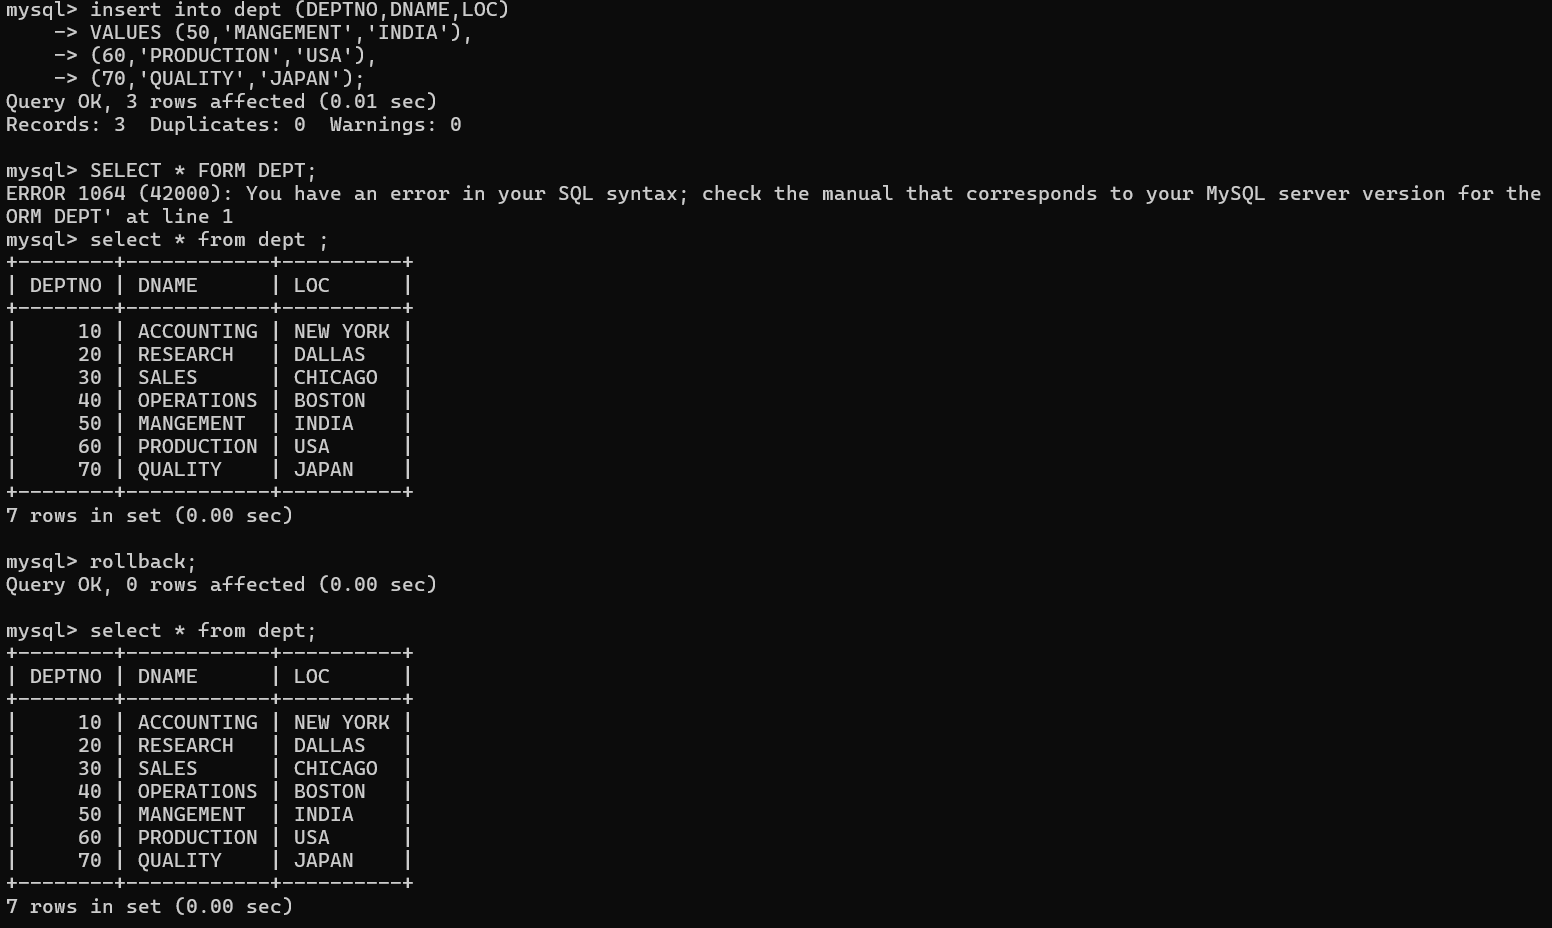 mysql> insert into dept (DEPTNO,DNAME,LOC)
    -> VALUES (50,'MANGEMENT','INDIA'),
    -> (60,'PRODUCTION','USA'),
    -> (70,'QUALITY','JAPAN');
Query OK, 3 rows affected (0.01 sec)
Records: 3  Duplicates: 0  Warnings: 0

mysql> SELECT * FORM DEPT;
ERROR 1064 (42000): You have an error in your SQL syntax; check the manual that corresponds to your MySQL server version for the
ORM DEPT' at line 1
mysql> select * from dept ;
+--------+------------+----------+
| DEPTNO | DNAME      | LOC      |
+--------+------------+----------+
|     10 | ACCOUNTING | NEW YORK |
|     20 | RESEARCH   | DALLAS   |
|     30 | SALES      | CHICAGO  |
|     40 | OPERATIONS | BOSTON   |
|     50 | MANGEMENT  | INDIA    |
|     60 | PRODUCTION | USA      |
|     70 | QUALITY    | JAPAN    |
+--------+------------+----------+
7 rows in set (0.00 sec)

mysql> rollback;
Query OK, 0 rows affected (0.00 sec)

mysql> select * from dept;
+--------+------------+----------+
| DEPTNO | DNAME      | LOC      |
+--------+------------+----------+
|     10 | ACCOUNTING | NEW YORK |
|     20 | RESEARCH   | DALLAS   |
|     30 | SALES      | CHICAGO  |
|     40 | OPERATIONS | BOSTON   |
|     50 | MANGEMENT  | INDIA    |
|     60 | PRODUCTION | USA      |
|     70 | QUALITY    | JAPAN    |
+--------+------------+----------+
7 rows in set (0.00 sec)